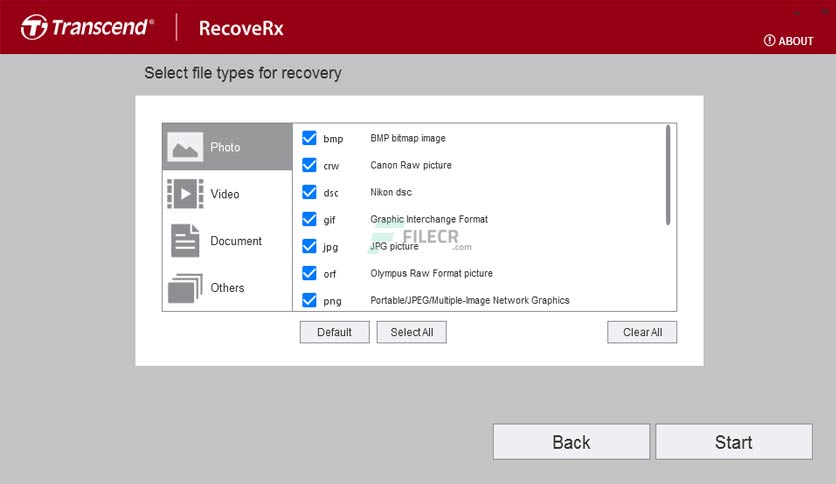 Transcend® RecoveRx
ABOUT
Select file types for recovery
Photo
Video
Document
Others
bmp BMP bitmap image
crw Canon Raw picture
dsc Nikon dsc
gif Graphic Interchange Format
jpg JPG picture
orf Olympus Raw Format picture
png Portable/JPEG/Multiple-Image Network Graphics
FILECR
.com
Default Select All Clear All
Back Start